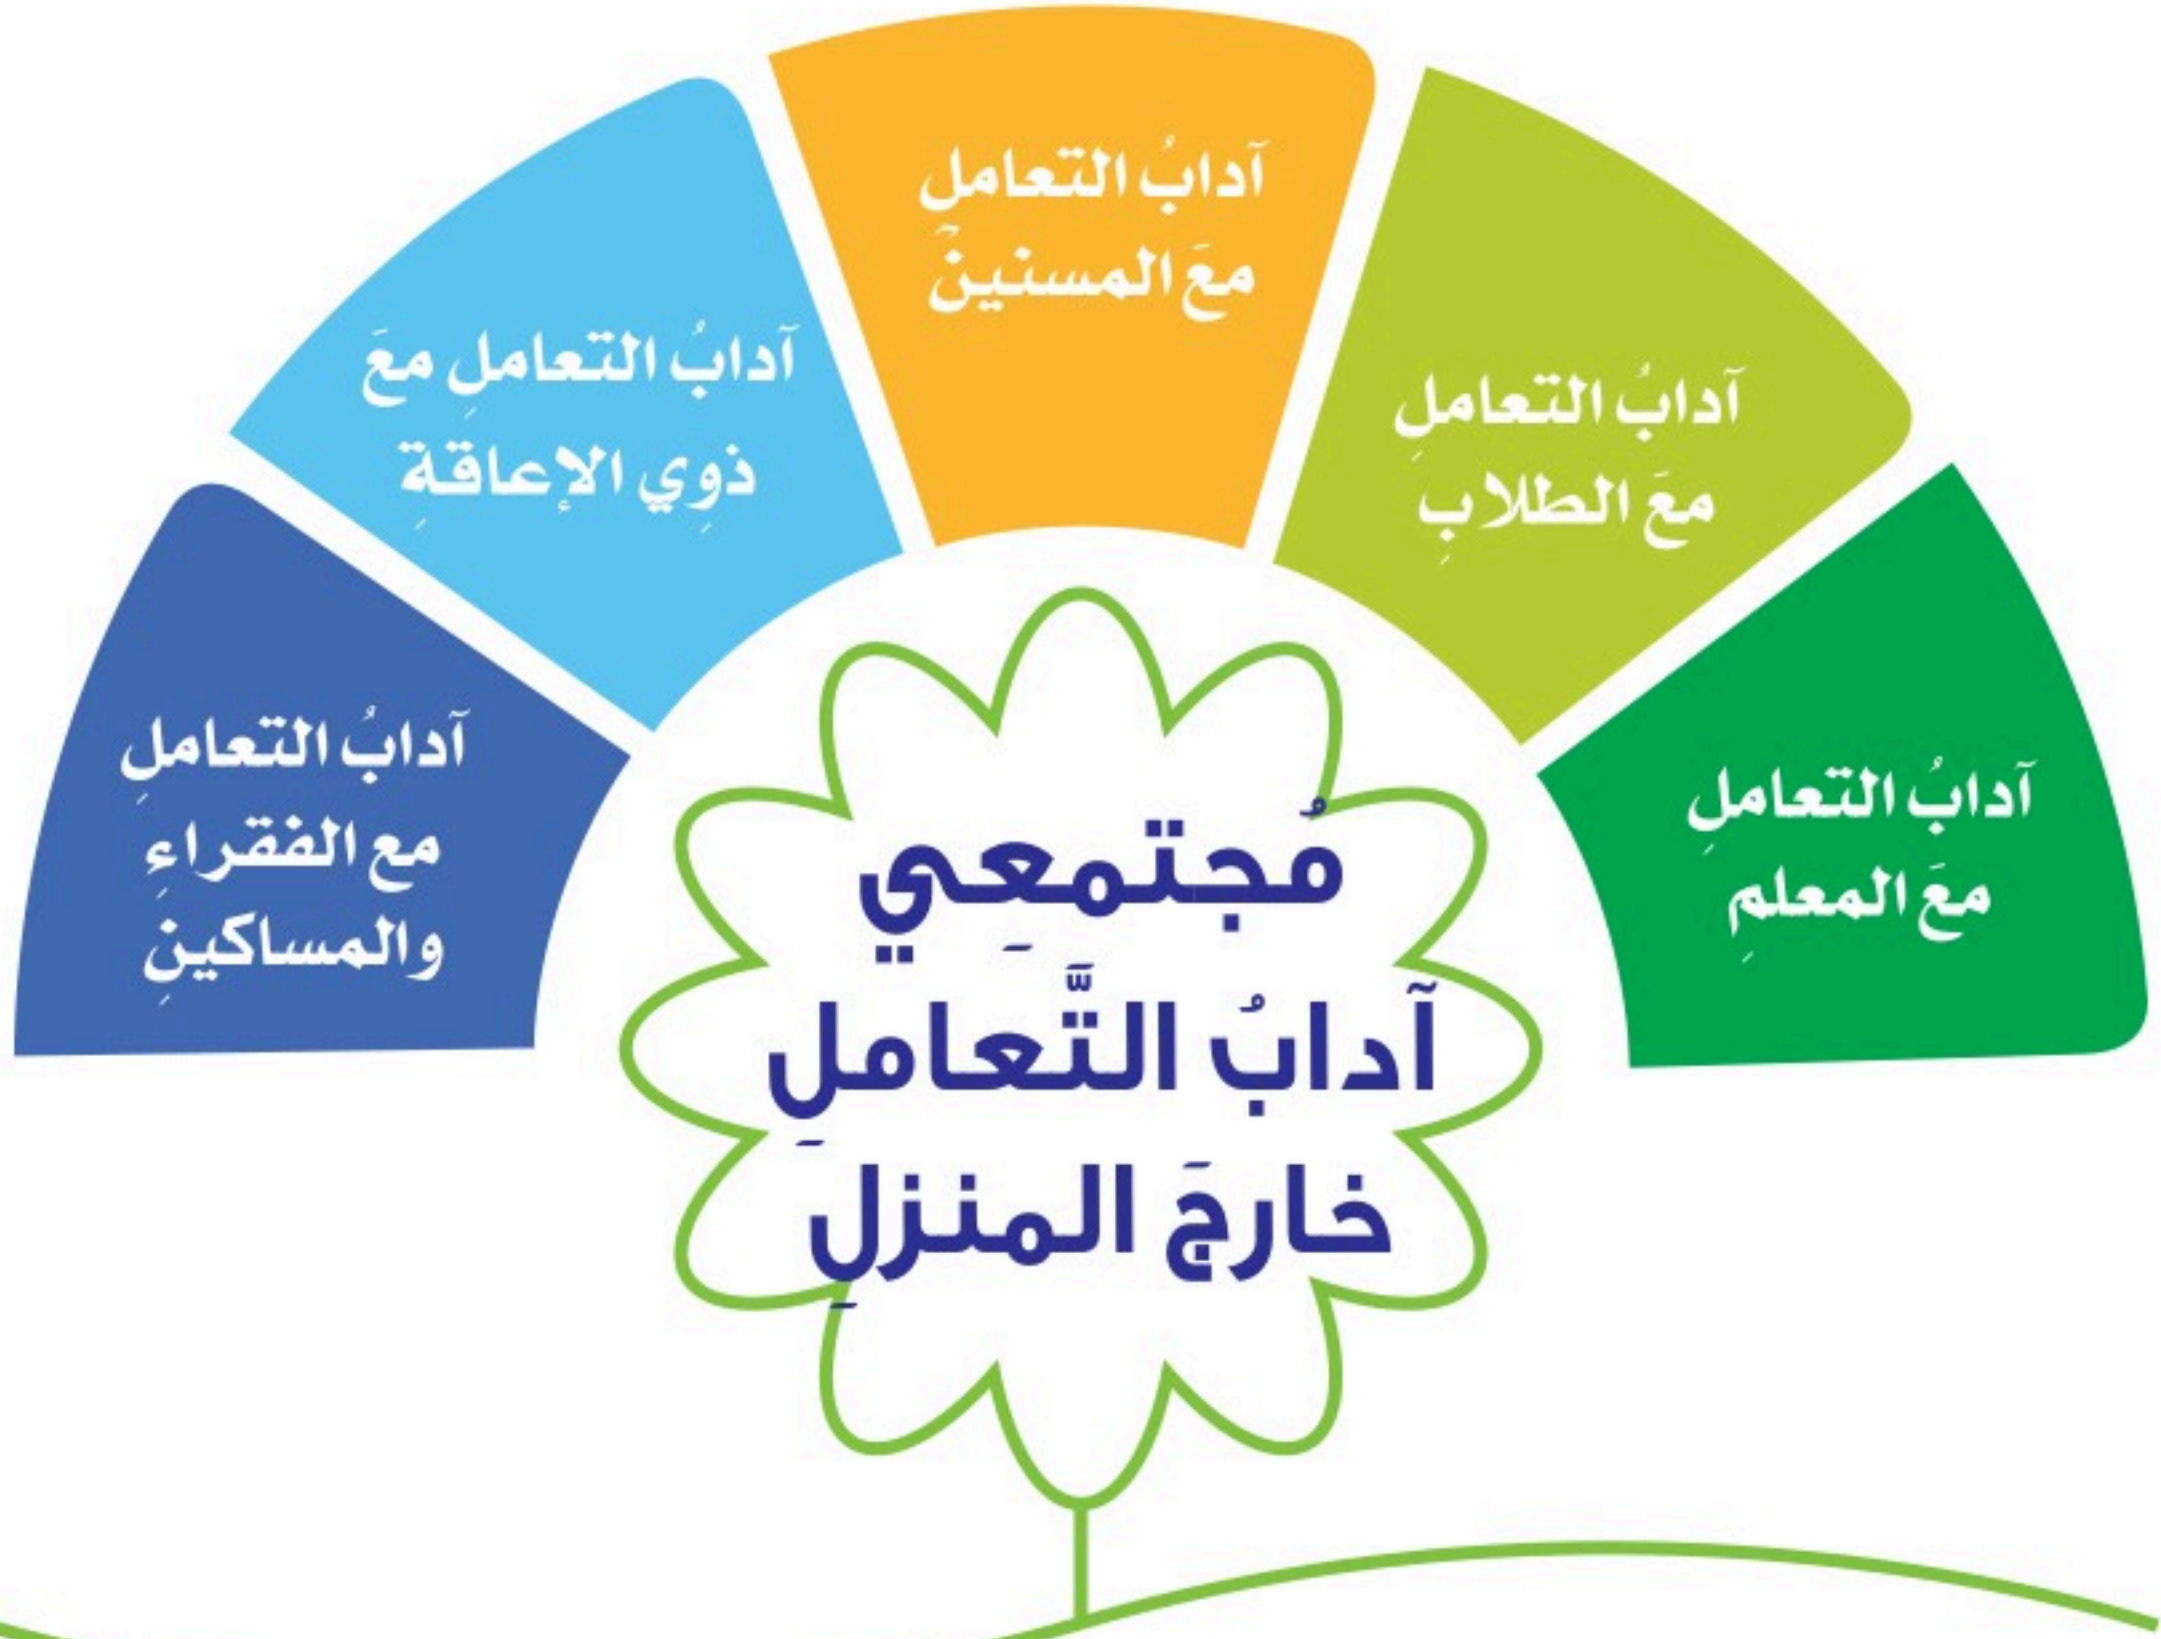 آدابُ التعاملِ
معَ المعلمِ
آدابُ التعاملِ
معَ الطلابِ
آدابُ التعاملِ
معَ المسنينَ
آدابُ التعاملِ معَ
ذوِي الإعاقةِ
آدابُ التعاملِ
مع الفقراءِ
والمساكينِ
مُجتمعِي
آدابُ التَّعاملِ
خارجَ المنزلِ